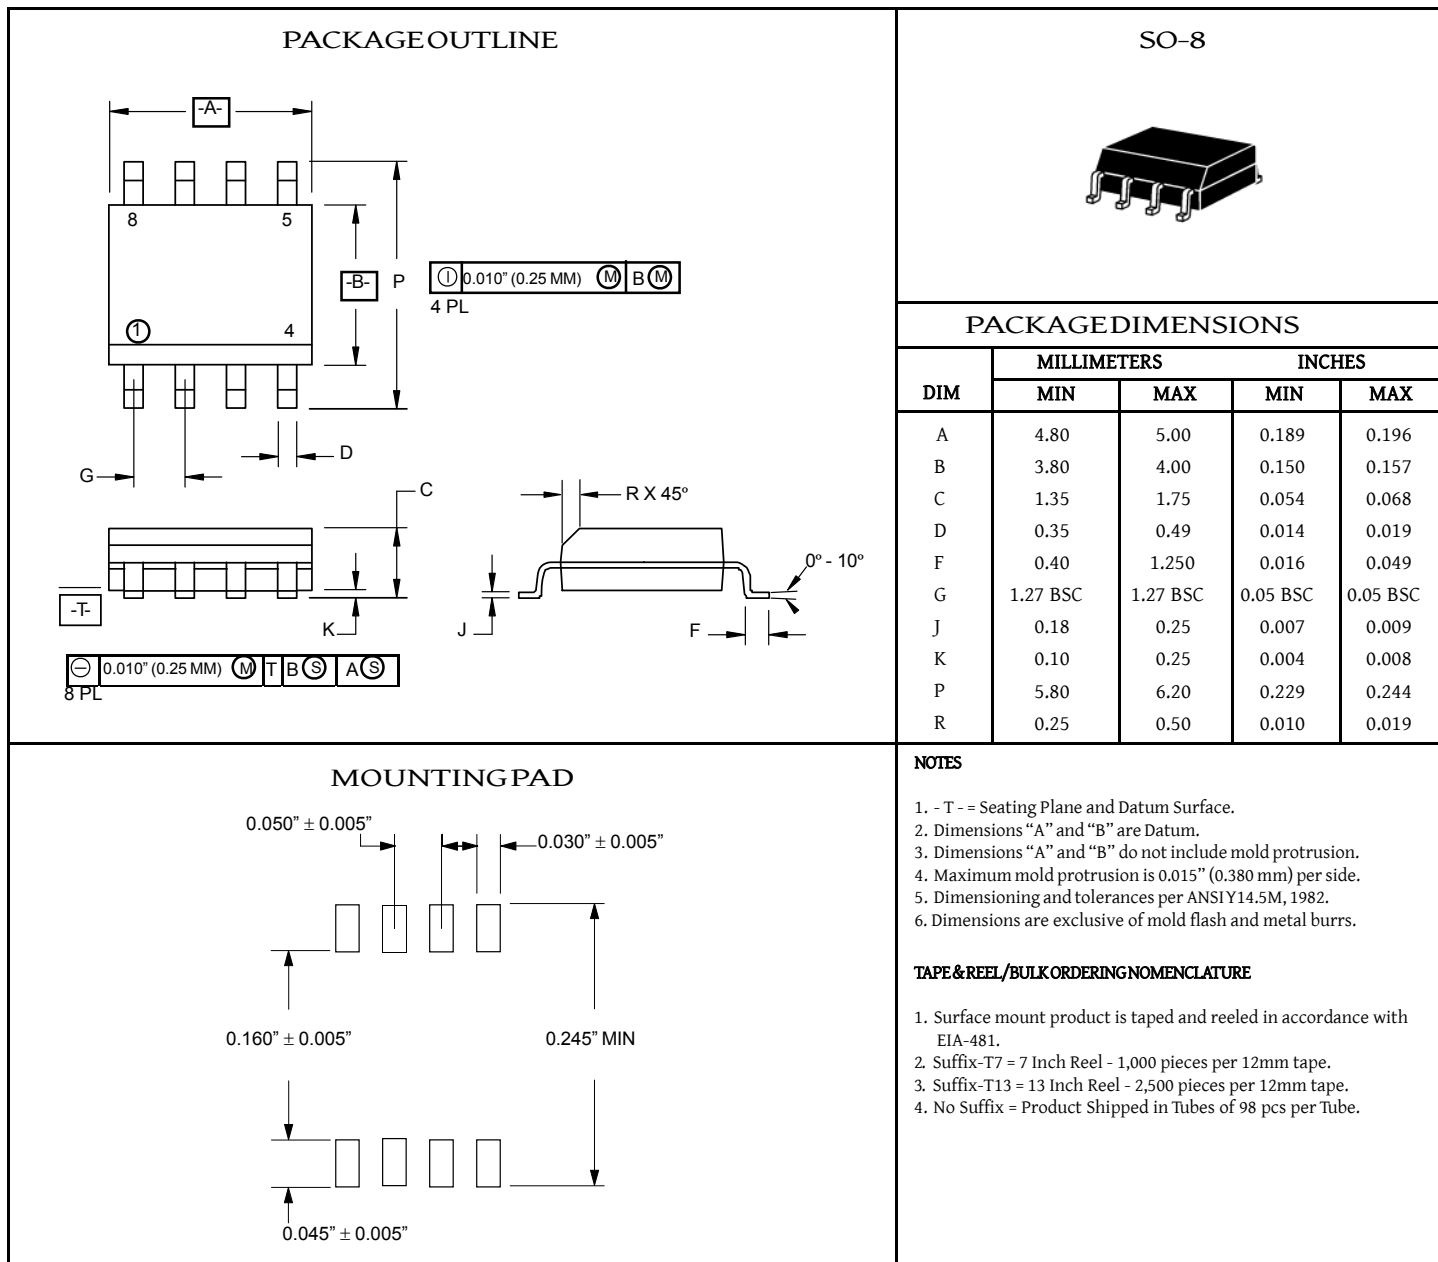 PACKAGE OUTLINE
-A-
8 5
-B- P
0.010” (0.25 MM) M B M
4 PL
1 4
D
G
C
R X 45º
0º - 10º
-T-
K
J
F
0.010” (0.25 MM) M T B S A S
8 PL
SO-8
PACKAGE DIMENSIONS
MILLIMETERS INCHES
DIM MIN MAX MIN MAX
A 4.80 5.00 0.189 0.196
B 3.80 4.00 0.150 0.157
C 1.35 1.75 0.054 0.068
D 0.35 0.49 0.014 0.019
F 0.40 1.250 0.016 0.049
G 1.27 BSC 1.27 BSC 0.05 BSC 0.05 BSC
J 0.18 0.25 0.007 0.009
K 0.10 0.25 0.004 0.008
P 5.80 6.20 0.229 0.244
R 0.25 0.50 0.010 0.019
MOUNTING PAD
0.050” ± 0.005”
0.030” ± 0.005”
0.160” ± 0.005”
0.245” MIN
0.045” ± 0.005”
NOTES
1. - T - = Seating Plane and Datum Surface.
2. Dimensions “A” and “B” are Datum.
3. Dimensions “A” and “B” do not include mold protrusion.
4. Maximum mold protrusion is 0.015” (0.380 mm) per side.
5. Dimensioning and tolerances per ANSI Y14.5M, 1982.
6. Dimensions are exclusive of mold flash and metal burrs.
TAPE & REEL/BULK ORDERING NOMENCLATURE
1. Surface mount product is taped and reeled in accordance with
EIA-481.
2. Suffix-T7 = 7 Inch Reel - 1,000 pieces per 12mm tape.
3. Suffix-T13 = 13 Inch Reel - 2,500 pieces per 12mm tape.
4. No Suffix = Product Shipped in Tubes of 98 pcs per Tube.